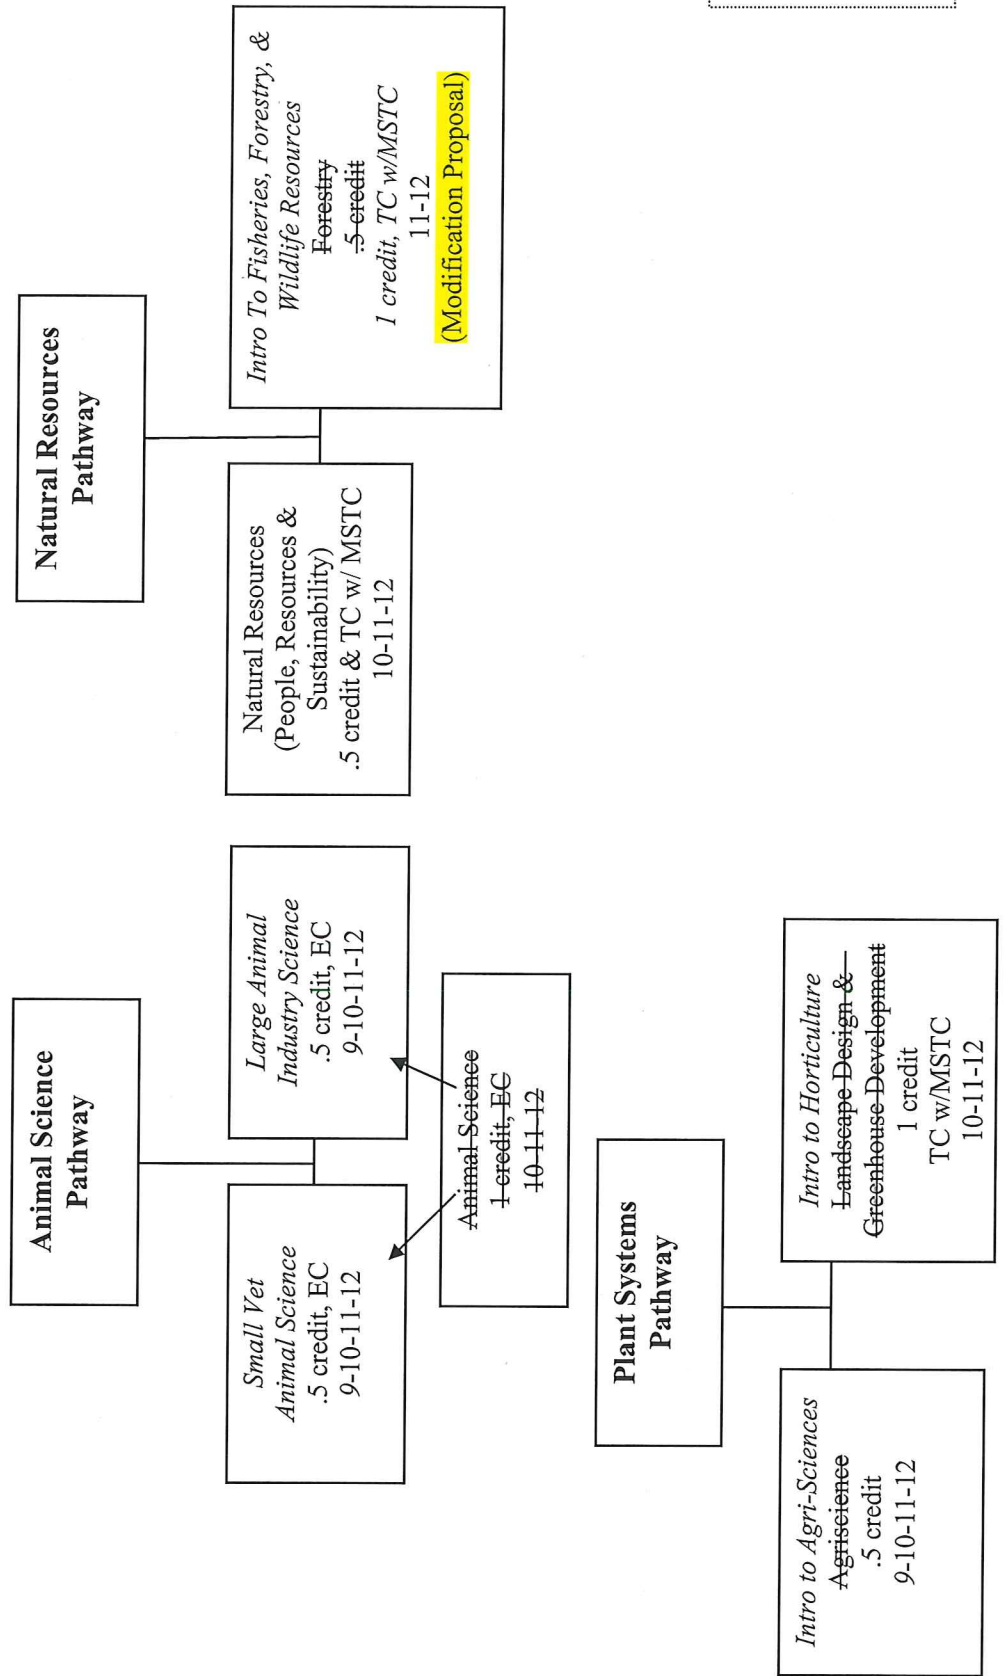 Animal Science
Pathway
Small Vet
Animal Science
.5 credit, EC
9-10-11-12
Large Animal
Industry Science
.5 credit, EC
9-10-11-12
Animal Science
1 credit, EC
10-11-12
Natural Resources
Pathway
Natural Resources
(People, Resources &
Sustainability)
.5 credit & TC w/ MSTC
10-11-12
Intro To Fisheries, Forestry, &
Wildlife Resources
Forestry
.5 credit
1 credit, TC w/MSTC
11-12
(Modification Proposal)
Plant Systems
Pathway
Intro to Agri-Sciences
Agriscience
.5 credit
9-10-11-12
Intro to Horticulture
Landscape Design &
Greenhouse Development
1 credit
TC w/MSTC
10-11-12